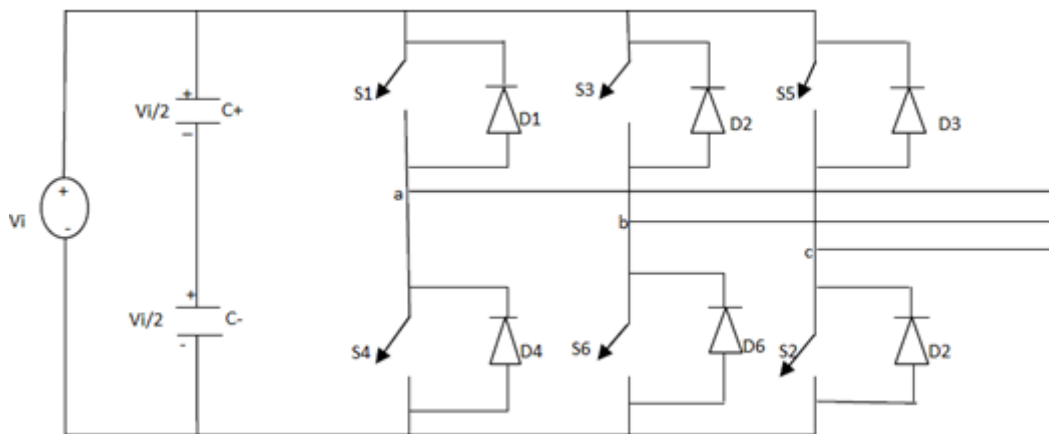 +
Vi/2 C+
−
S1
D1
S3
D2
S5
D3
+
-
Vi
a
b
c
+
Vi/2 C-
-
S4
D4
S6
D6
S2
D2